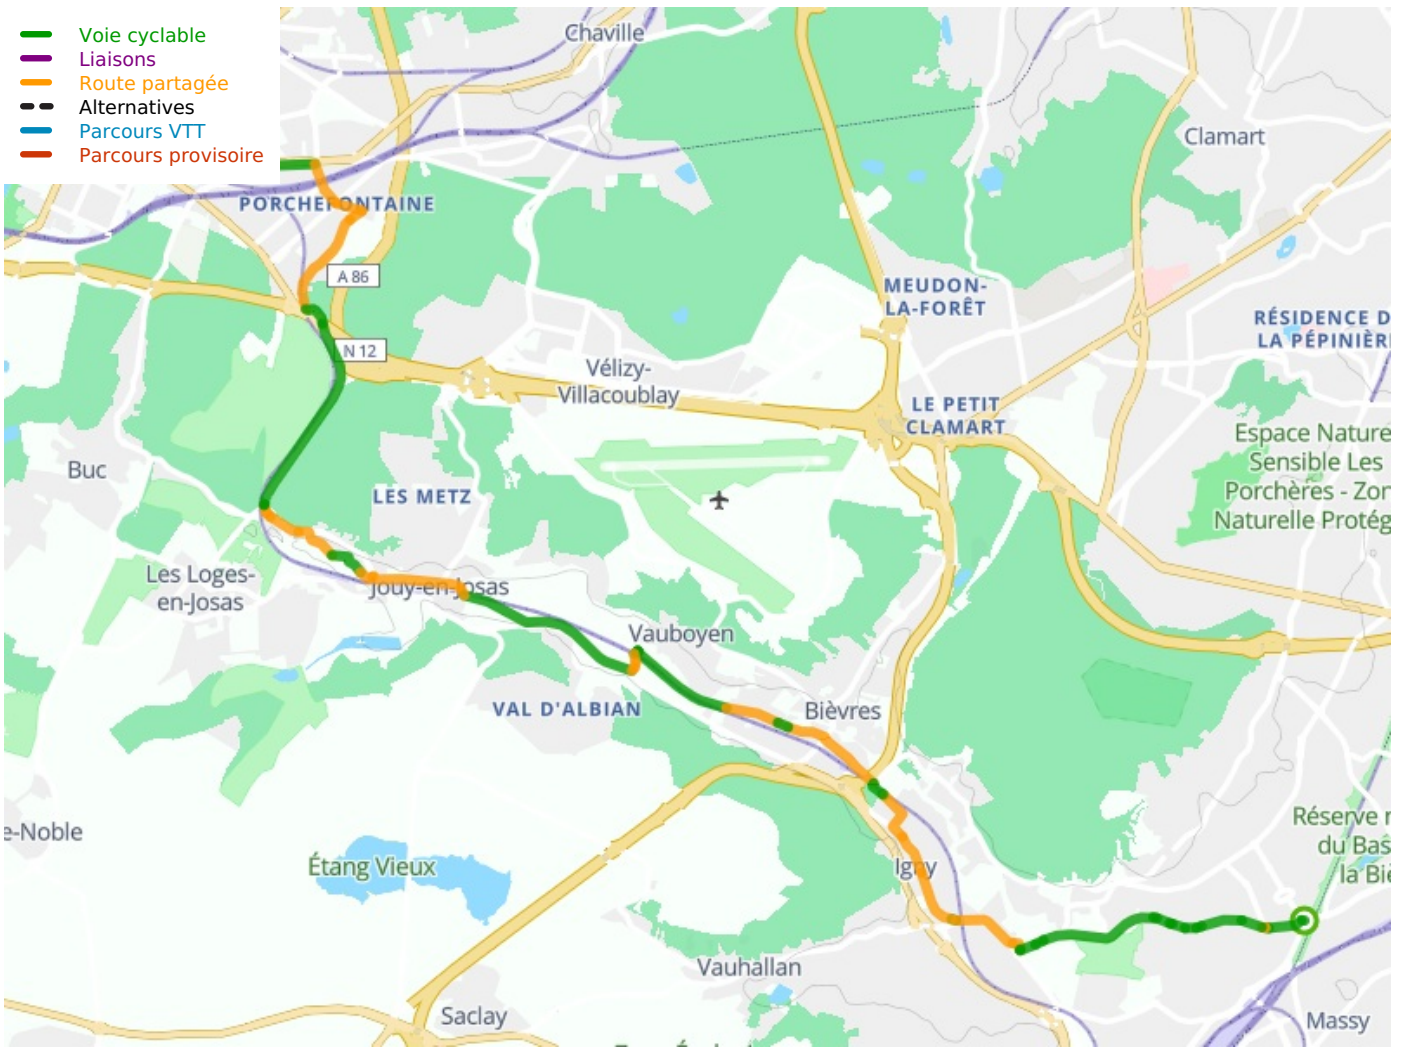 Voie cyclable
Liaisons
Route partagée
Alternatives
Parcours VTT
Parcours provisoire
Chaville
Clamart
PORCHEFONTAINE
A 86
MEUDON-
LA-FORÊT
RÉSIDENCE D
LA PÉPINIÈR
N 12
Vélizy-
Villacoublay
LE PETIT
CLAMART
Espace Nature
Sensible Les
Porchères - Zon
Naturelle Protég
Buc
LES METZ
Les Loges-
en-Josas
Jouy-en-Josas
Vauboyen
VAL D'ALBIAN
Bièvres
e-Noble
Étang Vieux
Igny
Réserve r
du Bas
la Biè
Vauhallan
Saclay
Massy